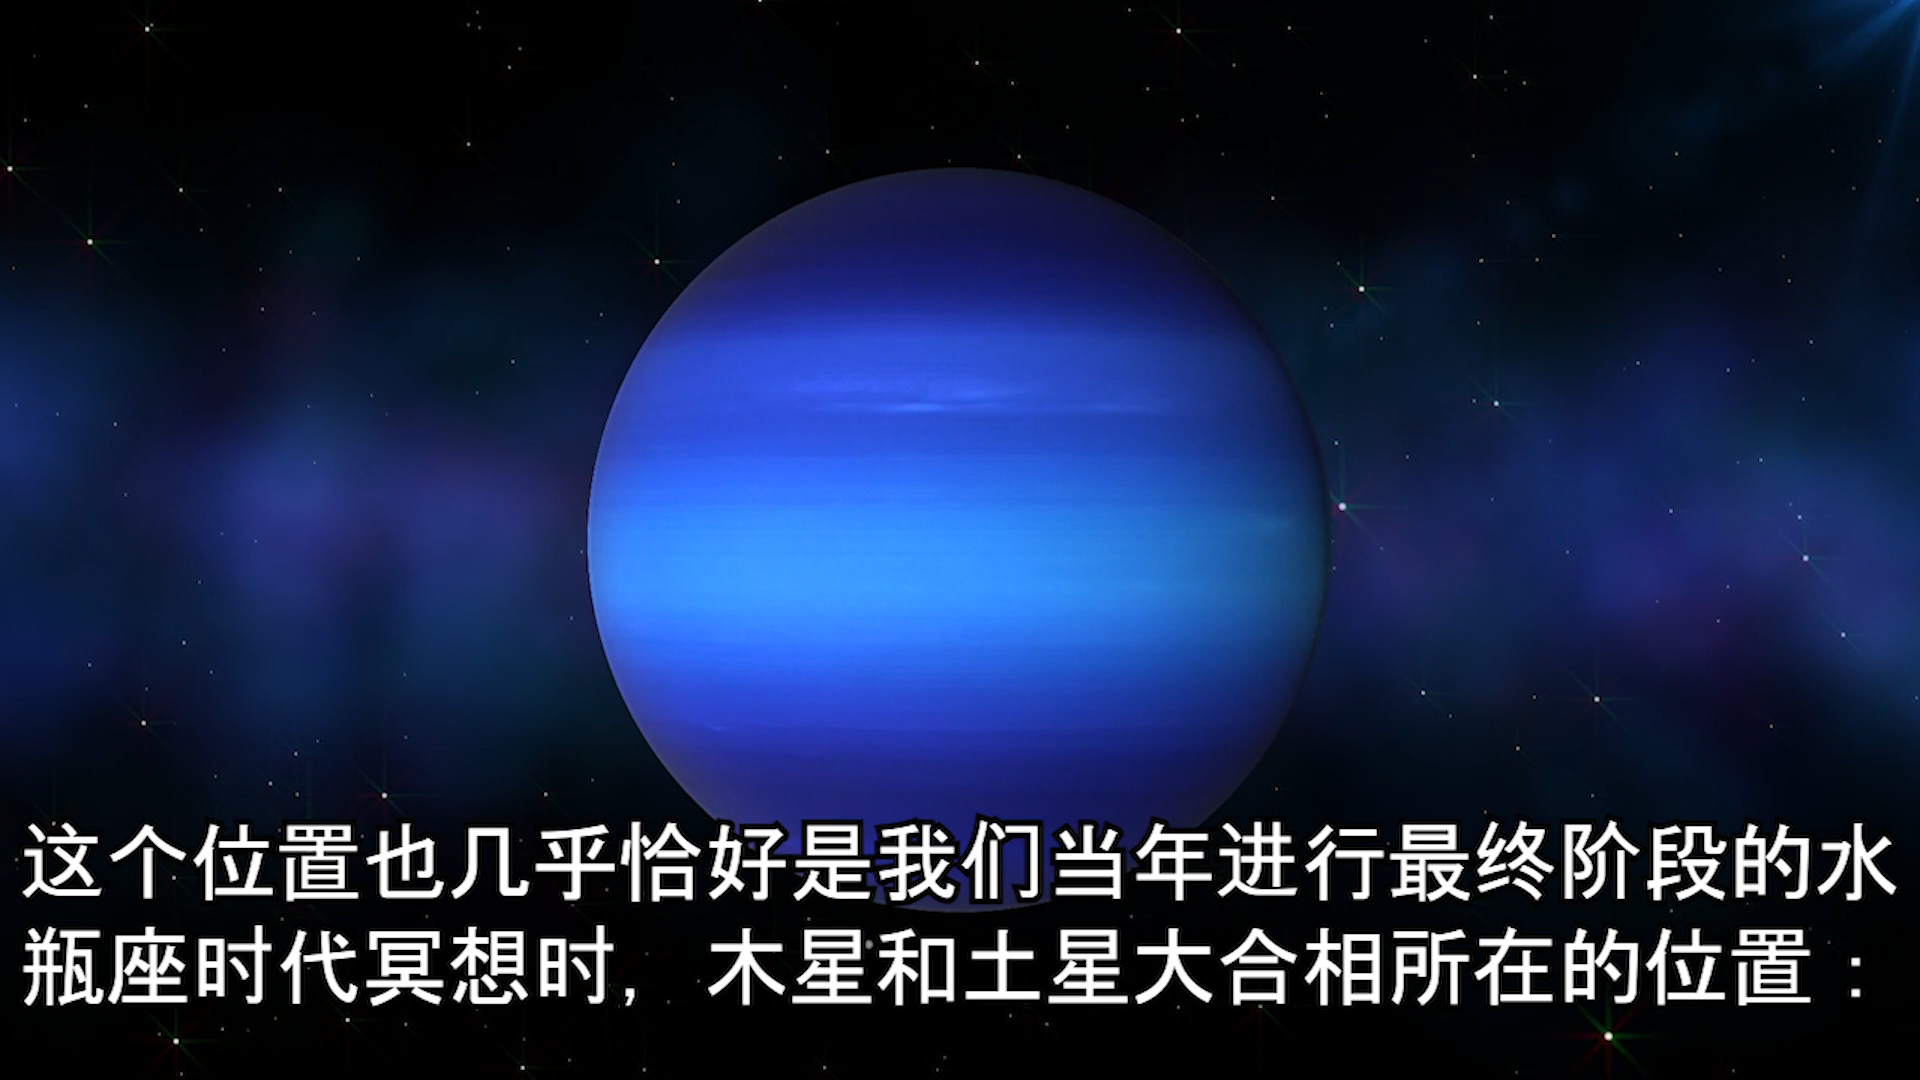 这个位置也几乎恰好是我们当年进行最终阶段的水
瓶座时代冥想时，木星和土星大合相所在的位置：